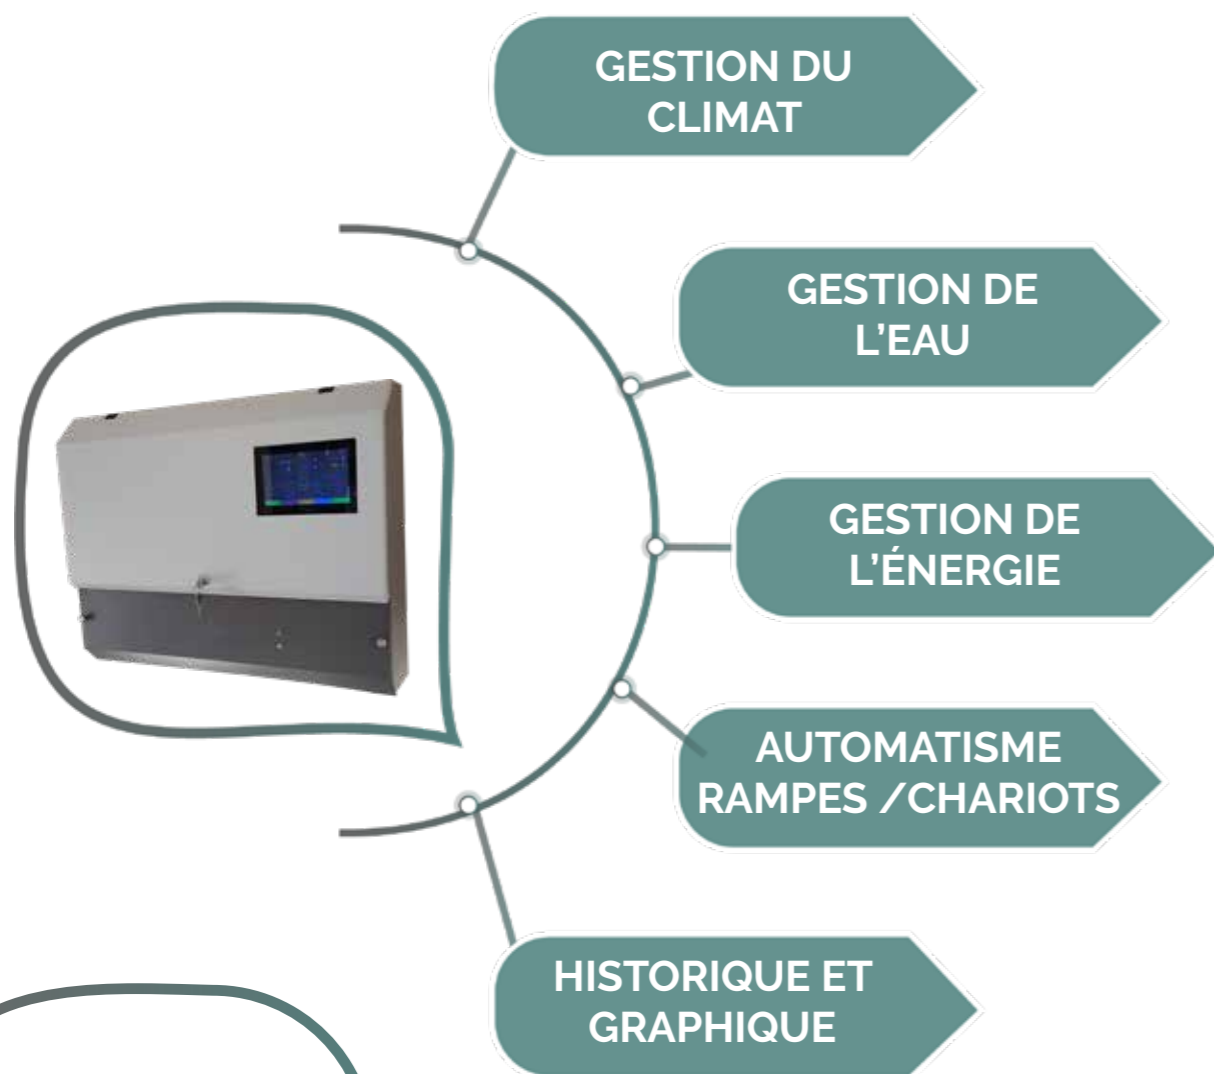 GESTION DU
CLIMAT
GESTION DE
L’EAU
GESTION DE
L’ÉNERGIE
AUTOMATISME
RAMPES /CHARIOTS
HISTORIQUE ET
GRAPHIQUE